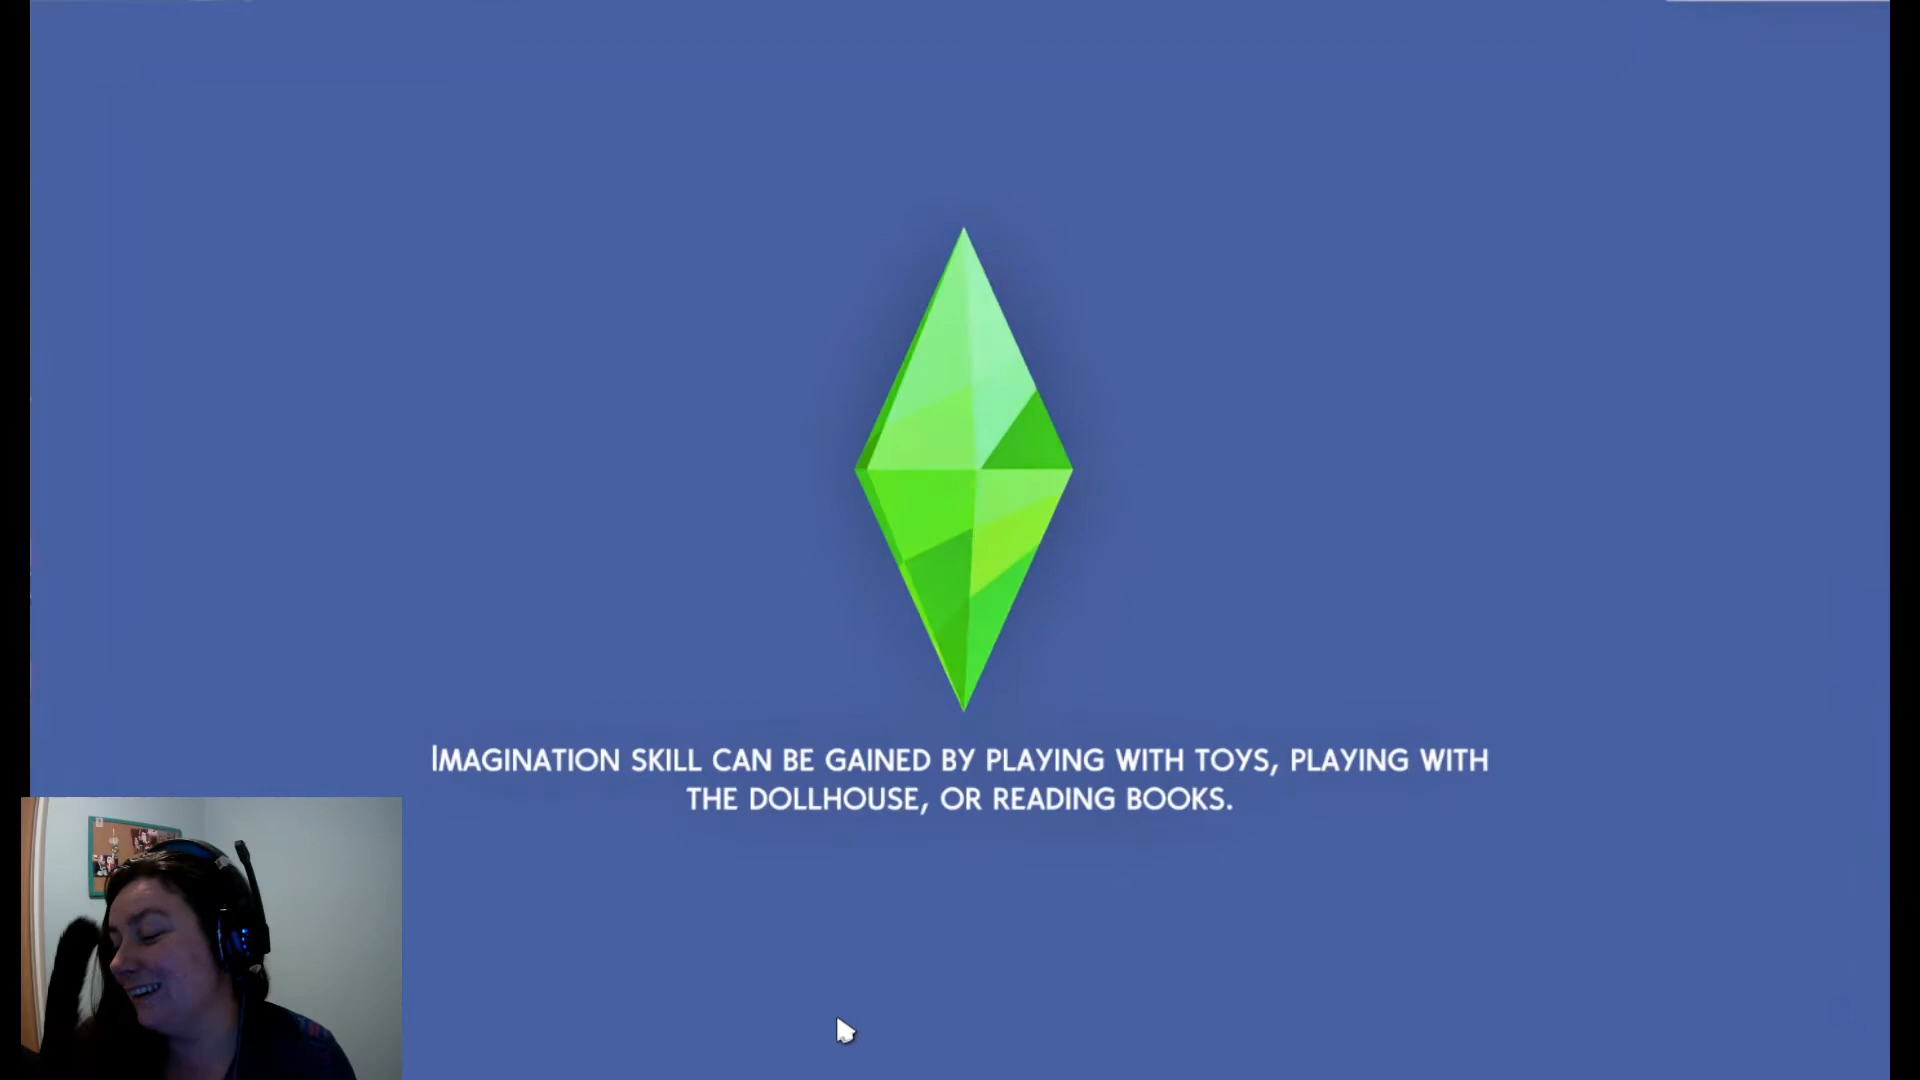 IMAGINATION SKILL CAN BE GAINED BY PLAYING WITH TOYS, PLAYING WITH
THE DOLLHOUSE, OR READING BOOKS.